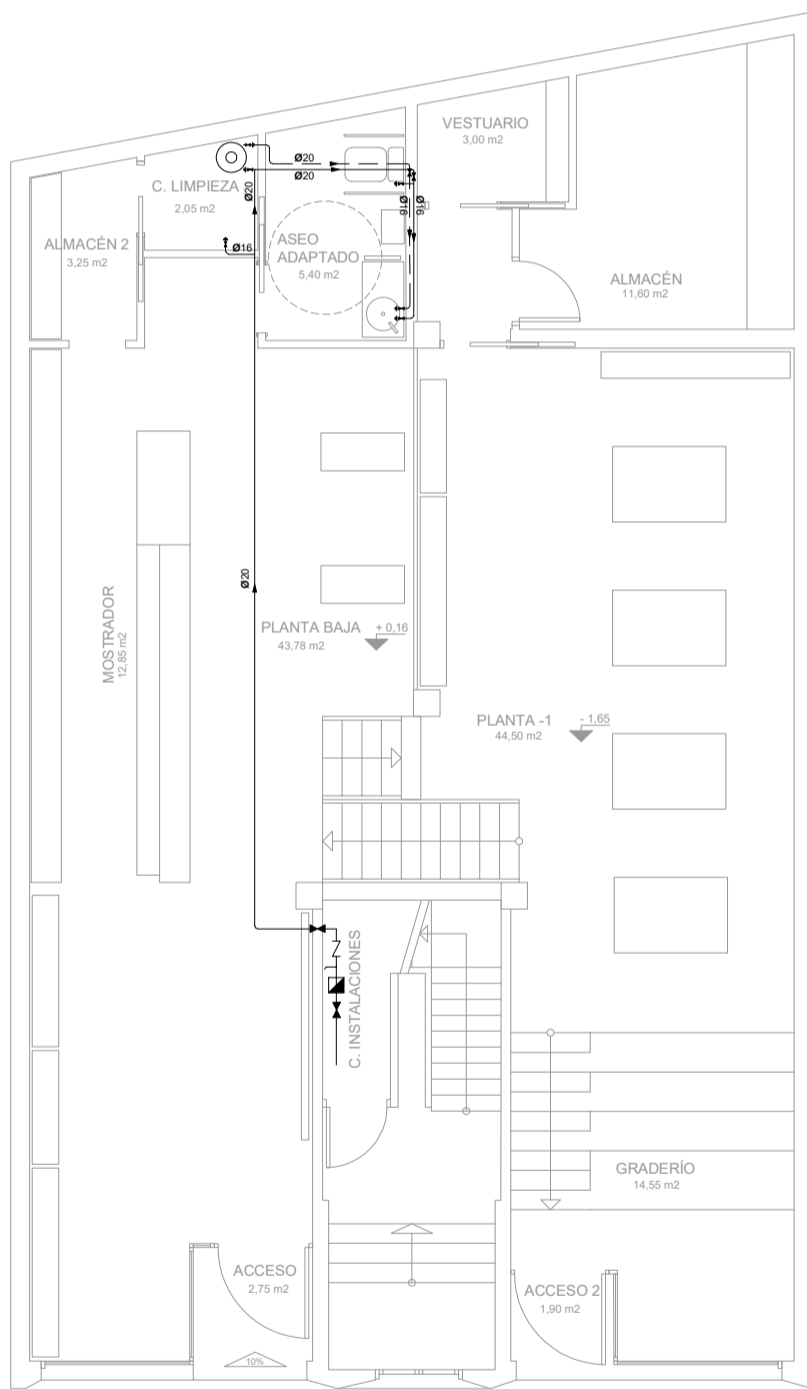 VESTUARIO
3,00 m2
Ø20
Ø20
C. LIMPIEZA
2,05 m2
Ø20
Ø16
Ø16
ALMACÉN 2
3,25 m2
Ø16
ASEO
ADAPTADO
5,40 m2
ALMACÉN
11,60 m2
Ø20
MOSTRADOR
12,85 m2
PLANTA BAJA
43,78 m2
+ 0,16
PLANTA -1
44,50 m2
- 1,65
C. INSTALACIONES
GRADERÍO
14,55 m2
ACCESO
2,75 m2
ACCESO 2
1,90 m2
10%